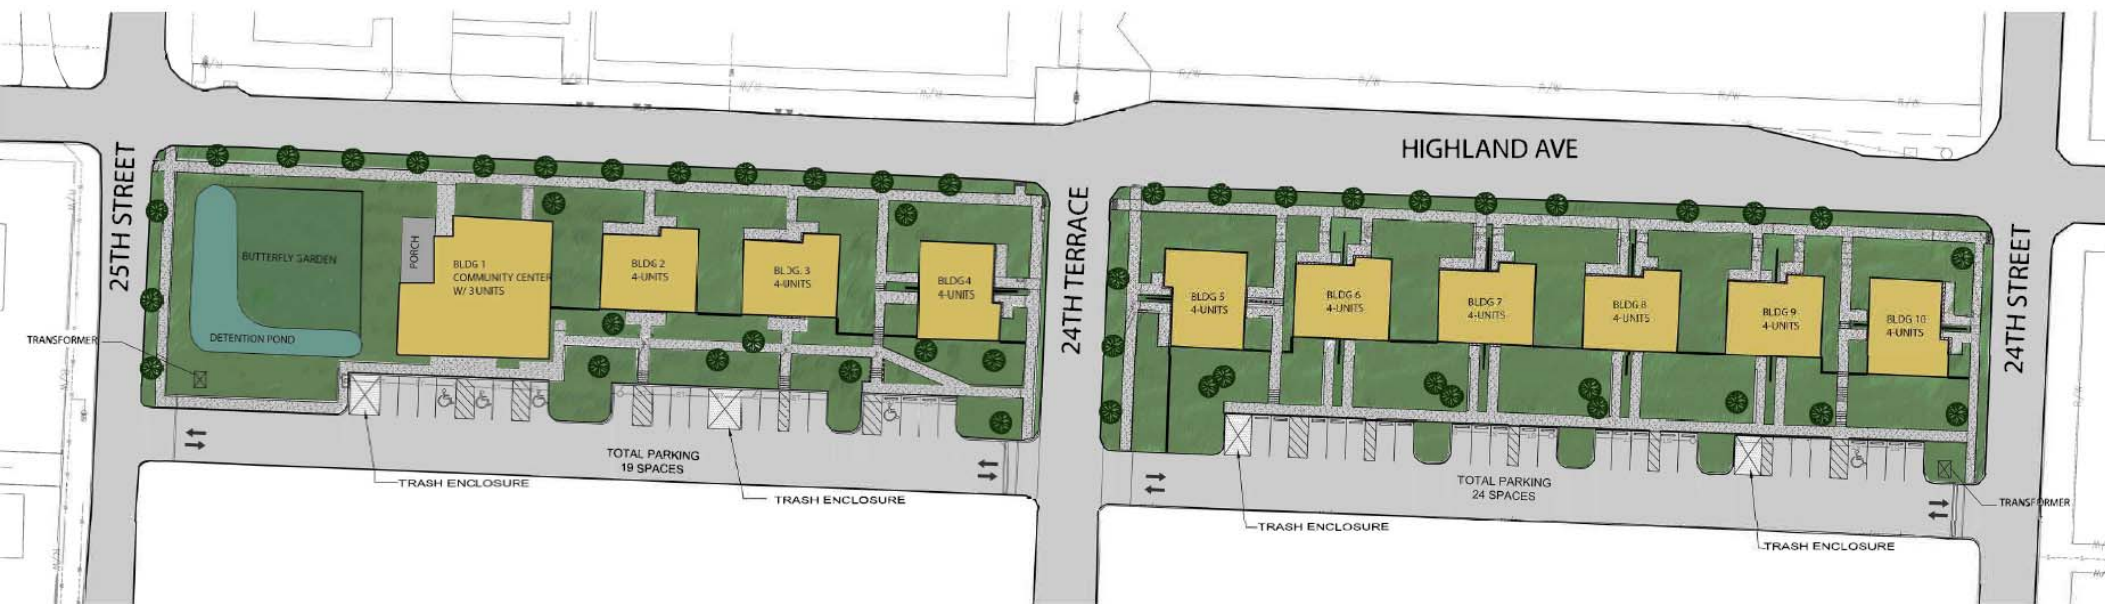 HIGHLAND AVE
25TH STREET
24TH TERRACE
24TH STREET
R/W
R/W
R/W
R/W
R/W
R/W
R/W
BUTTERFLY GARDEN
DETENTION POND
TRANSFORMER
PORCH
BLDG 1
COMMUNITY CENTER
W/ 3 UNITS
BLDG 2
4-UNITS
BLDG. 3
4-UNITS
BLDG 4
4-UNITS
BLDG 5
4-UNITS
BLDG 6
4-UNITS
BLDG 7
4-UNITS
BLDG 8
4-UNITS
BLDG 9
4-UNITS
BLDG 10
4-UNITS
TOTAL PARKING
19 SPACES
TRASH ENCLOSURE
TRASH ENCLOSURE
TOTAL PARKING
24 SPACES
TRASH ENCLOSURE
TRASH ENCLOSURE
TRANSFORMER